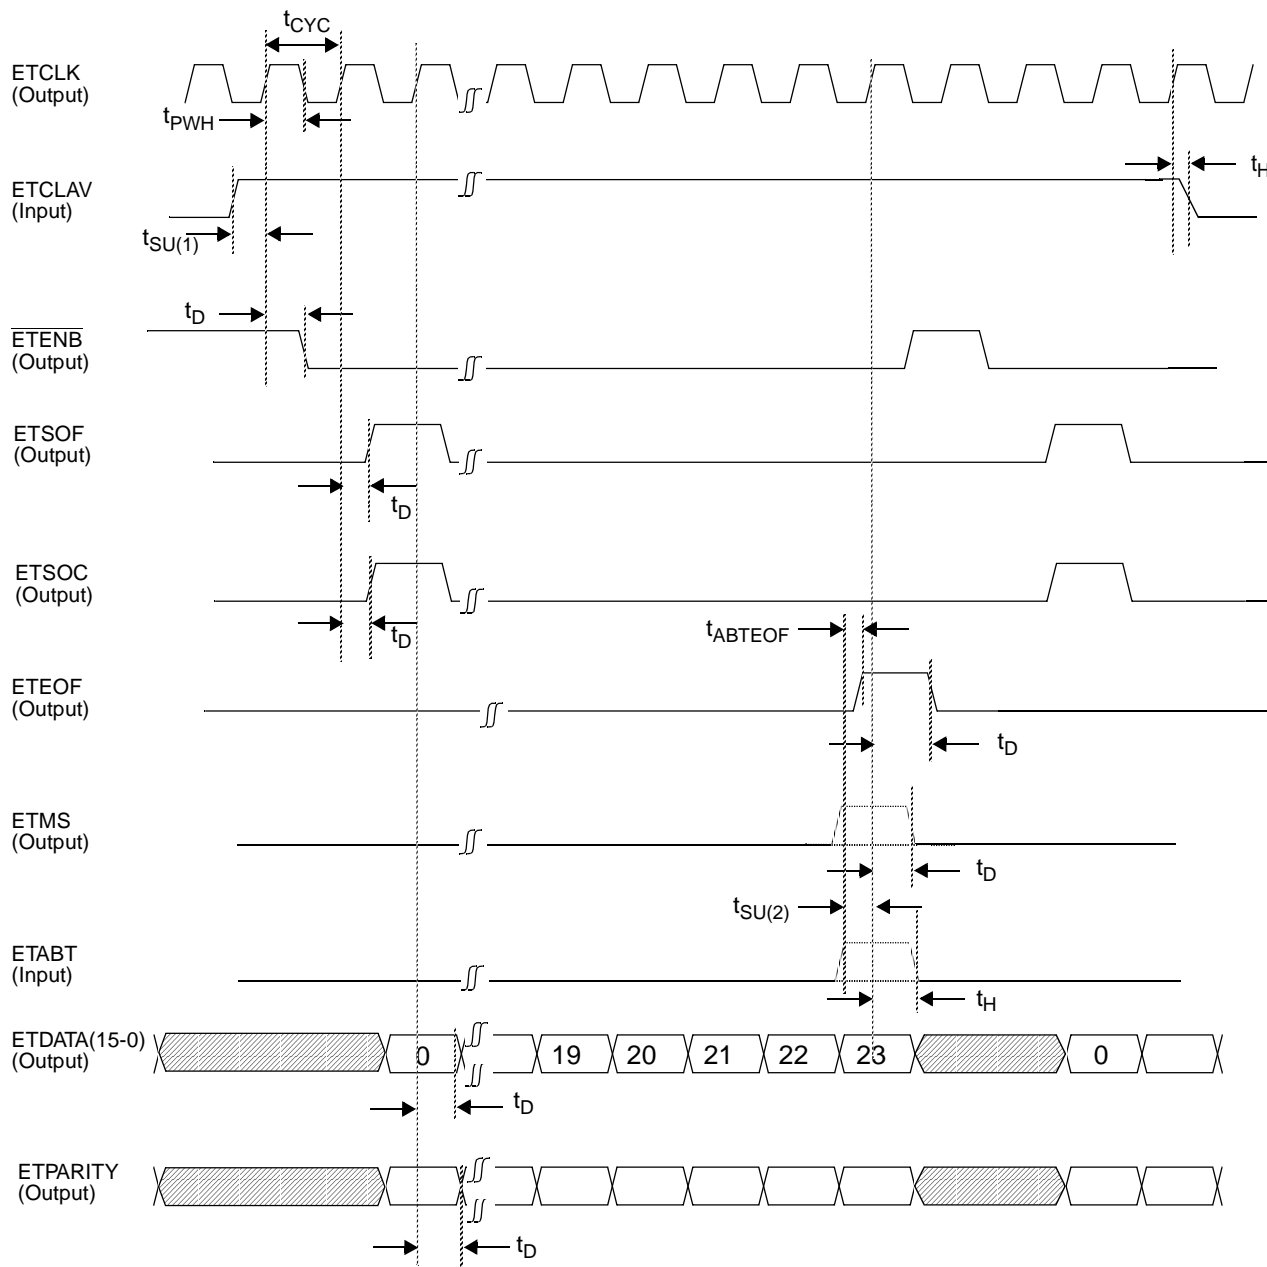 tCYC
ETCLK
(Output)
tPWH
ETCLAV
(Input)
tH
tSU(1)
tD
ETENB
(Output)
ETSOF
(Output)
tD
ETSOC
(Output)
tD
tABTEOF
ETEOF
(Output)
tD
ETMS
(Output)
tD
tSU(2)
ETABT
(Input)
tH
ETDATA(15-0)
(Output)
0 19 20 21 22 23 0
tD
ETPARITY
(Output)
tD